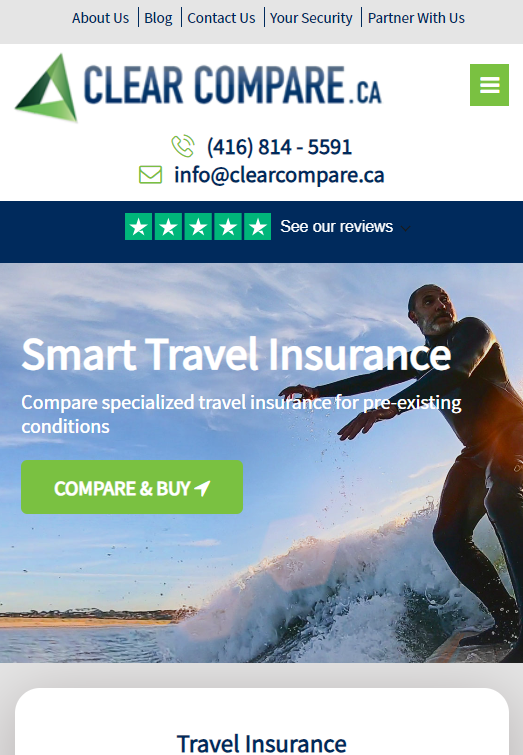 About Us | Blog | Contact Us | Your Security | Partner With Us
CLEAR COMPARE.CA
(416) 814 - 5591
info@clearcompare.ca
See our reviews
Smart Travel Insurance
Compare specialized travel insurance for pre-existing
conditions
COMPARE & BUY
Travel Insurance